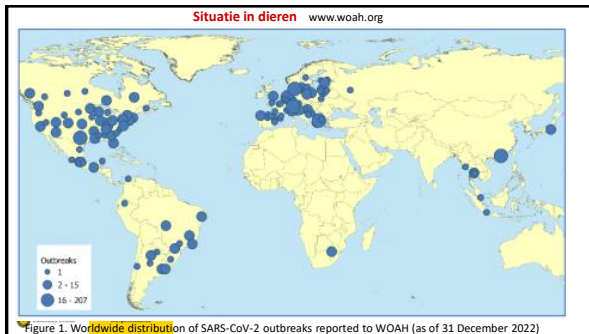 Situatie in dieren www.woah.org
Outbreaks
1
2 - 15
16 - 207
Figure 1. Worldwide distribution of SARS-CoV-2 outbreaks reported to WOAH (as of 31 December 2022)